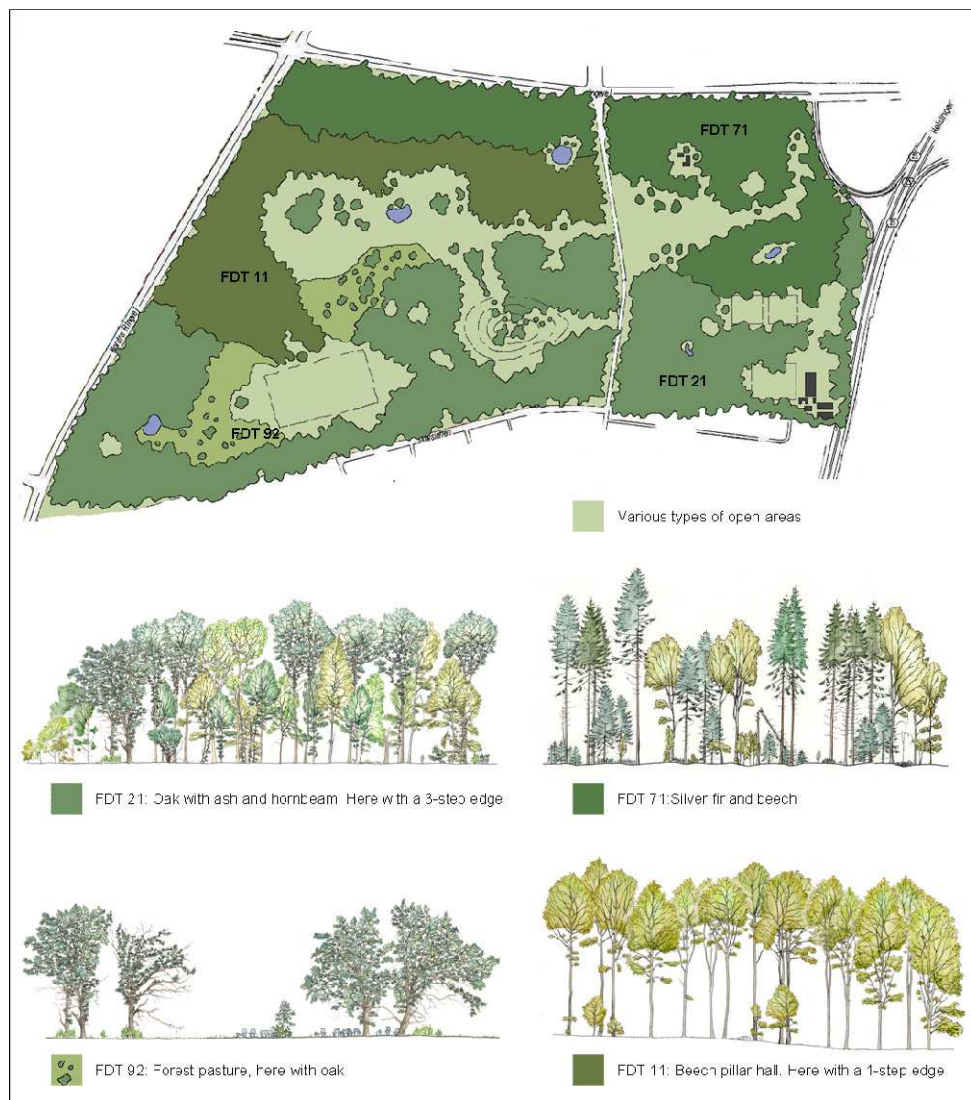 FDT 71
Helsingør
FDT 11
FDT 21
FDT 92
Various types of open areas
FDT 21: Oak with ash and hornbeam. Here with a 3-step edge
FDT 71:Silver fir and beech
FDT 92: Forest pasture, here with oak
FDT 11: Beech pillar hall. Here with a 1-step edge